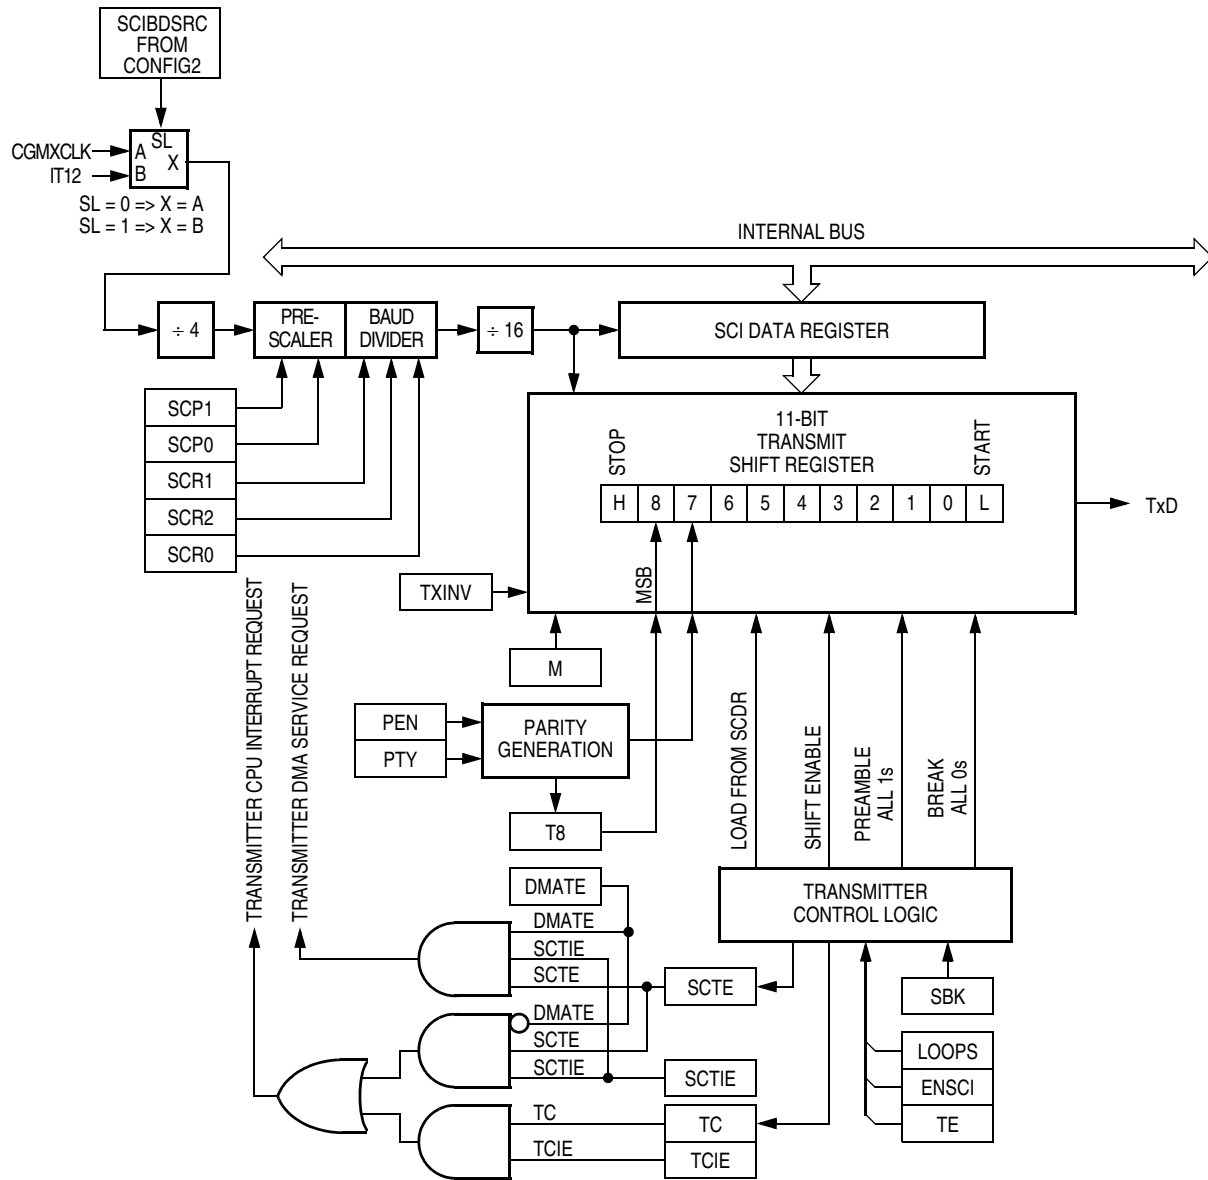 SCIBDSRC
FROM
CONFIG2
SL
CGMXCLK
A
X
IT12
B
SL = 0 => X = A
SL = 1 => X = B
INTERNAL BUS
÷ 4
PRE-
SCALER
BAUD
DIVIDER
÷ 16
SCI DATA REGISTER
SCP1
SCP0
SCR1
SCR2
SCR0
11-BIT
TRANSMIT
SHIFT REGISTER
STOP
START
H 8 7 6 5 4 3 2 1 0 L
TxD
MSB
TXINV
M
PEN
PTY
PARITY
GENERATION
T8
LOAD FROM SCDR
SHIFT ENABLE
PREAMBLE
ALL 1s
BREAK
ALL 0s
TRANSMITTER CPU INTERRUPT REQUEST
TRANSMITTER DMA SERVICE REQUEST
TRANSMITTER
CONTROL LOGIC
DMATE
DMATE
SCTIE
SCTE
SCTE
SBK
DMATE
SCTE
SCTIE
SCTIE
LOOPS
ENSCI
TE
TC
TC
TCIE
TCIE